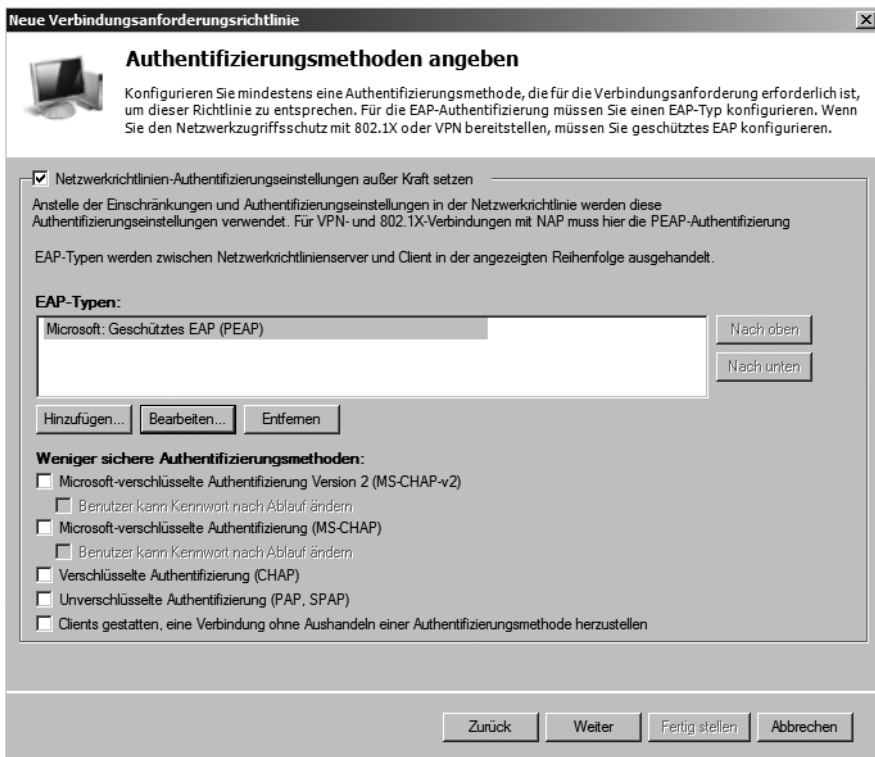 Neue Verbindungsanforderungsrichtlinie
Authentifizierungsmethoden angeben
Konfigurieren Sie mindestens eine Authentifizierungsmethode, die für die Verbindungsanforderung erforderlich ist,
um dieser Richtlinie zu entsprechen. Für die EAP-Authentifizierung müssen Sie einen EAP-Typ konfigurieren. Wenn
Sie den Netzwerkzugriffsschutz mit 802.1X oder VPN bereitstellen, müssen Sie geschütztes EAP konfigurieren.
Netzwerkrichtlinien-Authentifizierungseinstellungen außer Kraft setzen
Anstelle der Einschränkungen und Authentifizierungseinstellungen in der Netzwerkrichtlinie werden diese
Authentifizierungseinstellungen verwendet. Für VPN- und 802.1X-Verbindungen mit NAP muss hier die PEAP-Authentifizierung
EAP-Typen werden zwischen Netzwerkrichtlinienserver und Client in der angezeigten Reihenfolge ausgehandelt.
EAP-Typen:
Microsoft: Geschütztes EAP (PEAP)
Nach oben
Nach unten
Hinzufügen... Bearbeiten... Entfernen
Weniger sichere Authentifizierungsmethoden:
Microsoft-verschlüsselte Authentifizierung Version 2 (MS-CHAP-v2)
Benutzer kann Kennwort nach Ablauf ändern
Microsoft-verschlüsselte Authentifizierung (MS-CHAP)
Benutzer kann Kennwort nach Ablauf ändern
Verschlüsselte Authentifizierung (CHAP)
Unverschlüsselte Authentifizierung (PAP, SPAP)
Clients gestatten, eine Verbindung ohne Aushandeln einer Authentifizierungsmethode herzustellen
Zurück Weiter Fertig stellen Abbrechen